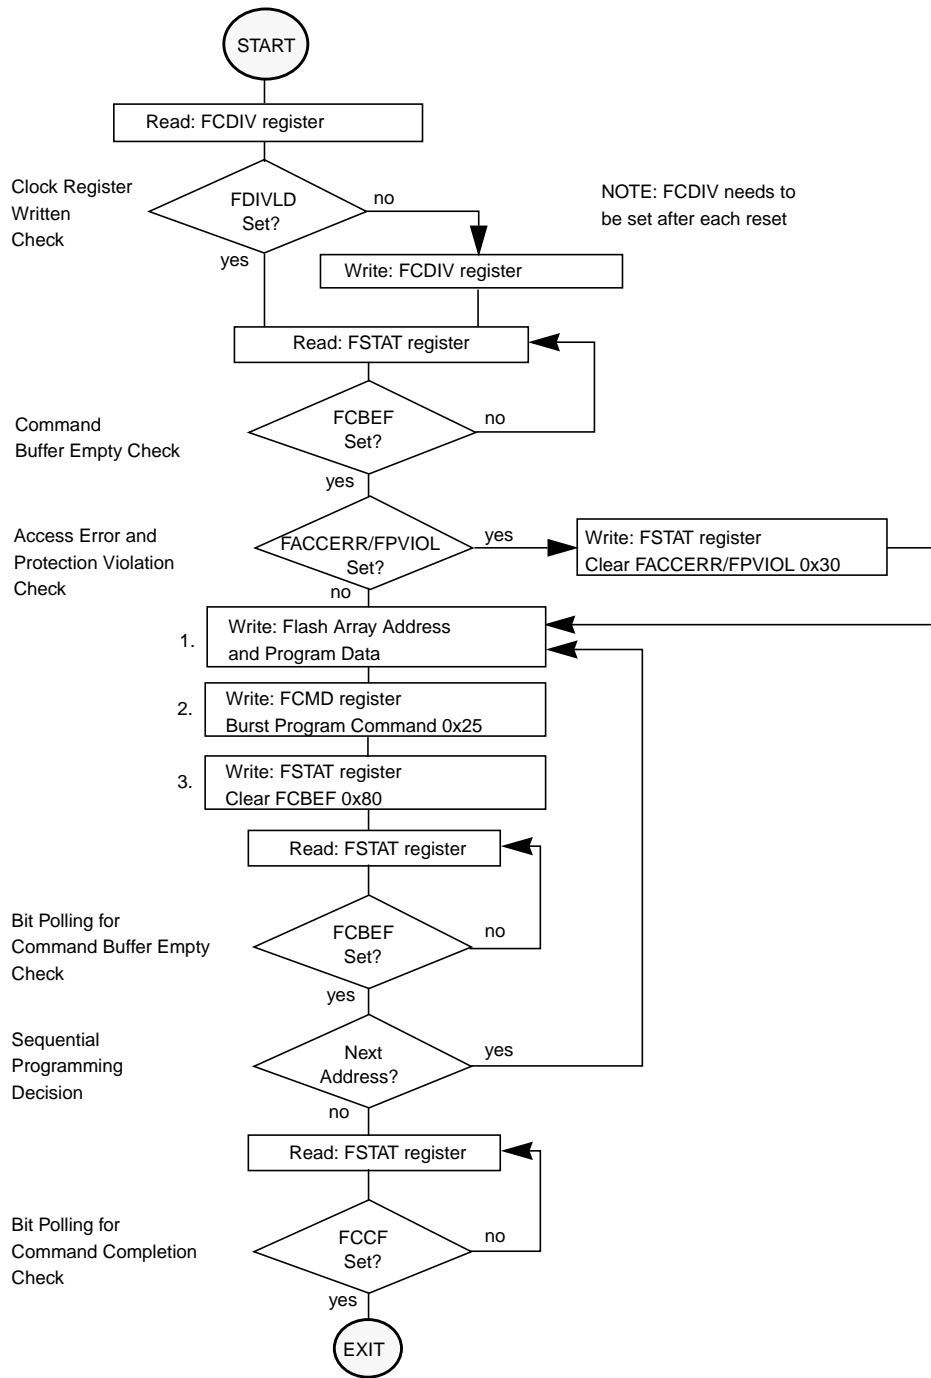 START
Read: FCDIV register
Clock Register
Written
Check
FDIVLD
Set?
no
yes
NOTE: FCDIV needs to
be set after each reset
Write: FCDIV register
Read: FSTAT register
Command
Buffer Empty Check
FCBEF
Set?
no
yes
Access Error and
Protection Violation
Check
FACCERR/FPVIOL
Set?
yes
no
Write: FSTAT register
Clear FACCERR/FPVIOL 0x30
1.
Write: Flash Array Address
and Program Data
2.
Write: FCMD register
Burst Program Command 0x25
3.
Write: FSTAT register
Clear FCBEF 0x80
Read: FSTAT register
Bit Polling for
Command Buffer Empty
Check
FCBEF
Set?
no
yes
Sequential
Programming
Decision
Next
Address?
yes
no
Read: FSTAT register
Bit Polling for
Command Completion
Check
FCCF
Set?
no
yes
EXIT